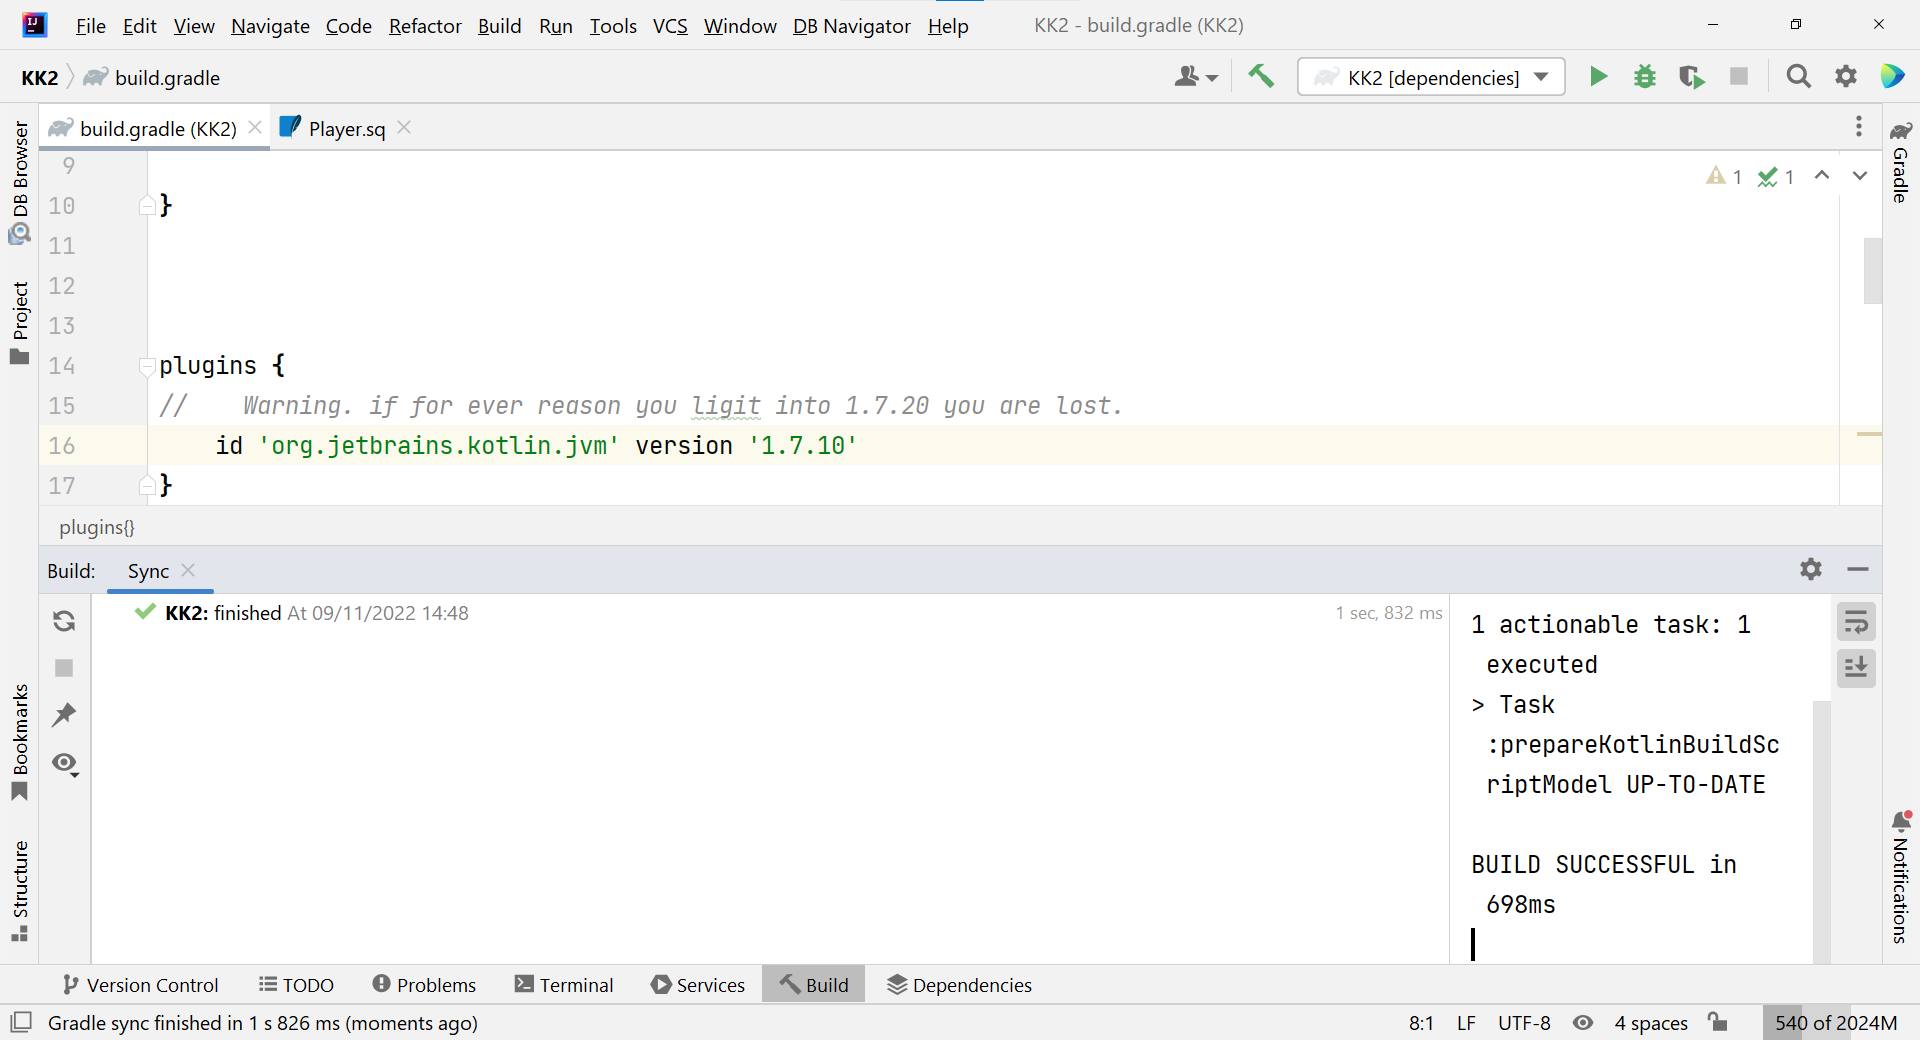 File Edit View Navigate Code Refactor Build Run Tools VCS Window DB Navigator Help KK2 - build.gradle (KK2)
KK2 build.gradle
KK2 [dependencies]
build.gradle (KK2)
Player.sq
DB Browser
Project
Bookmarks
Structure
Gradle
Notifications
1 1
9
10 }
11
12
13
14 plugins {
15 // Warning. if for ever reason you ligit into 1.7.20 you are lost.
16 id 'org.jetbrains.kotlin.jvm' version '1.7.10'
17 }
plugins{}
Build: Sync
KK2: finished At 09/11/2022 14:48 1 sec, 832 ms
1 actionable task: 1
executed
> Task
:prepareKotlinBuildSc
riptModel UP-TO-DATE
BUILD SUCCESSFUL in
698ms
Version Control TODO Problems Terminal Services Build Dependencies
Gradle sync finished in 1 s 826 ms (moments ago) 8:1 LF UTF-8 4 spaces 540 of 2024M